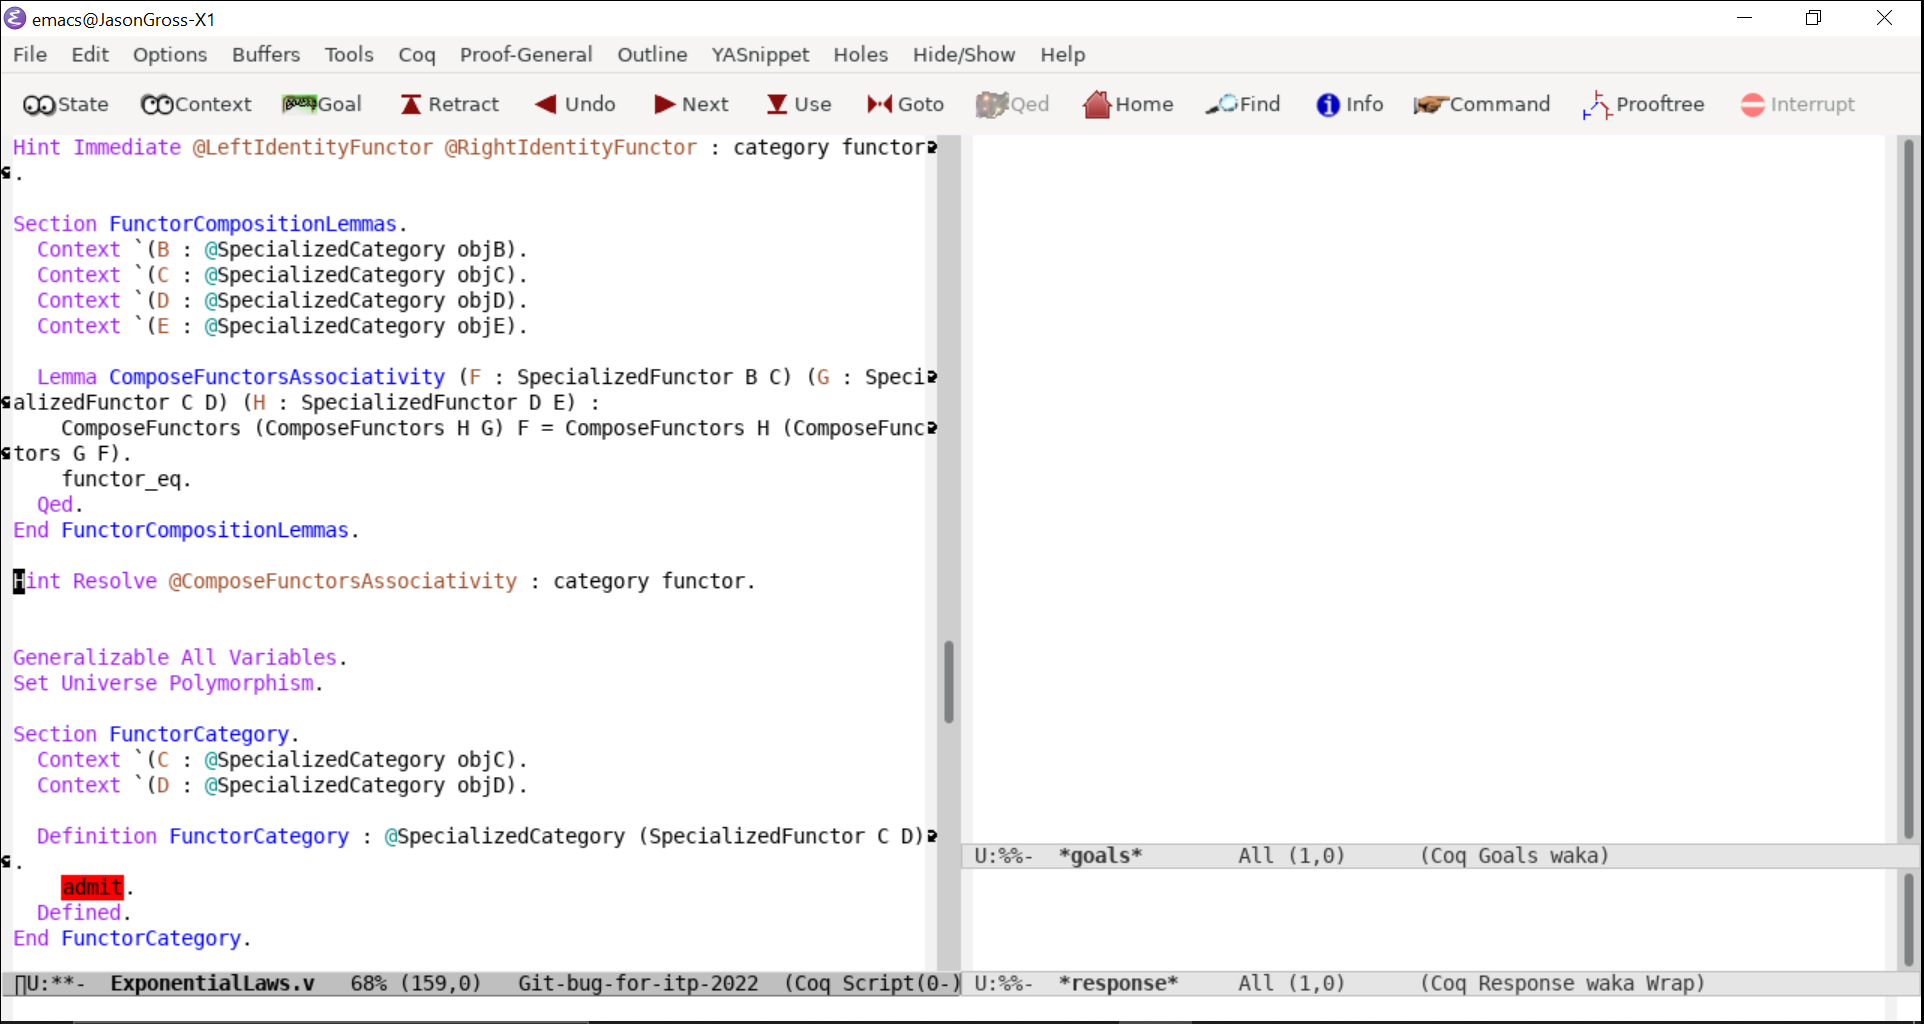 emacs@JasonGross-X1
File Edit Options Buffers Tools Coq Proof-General Outline YASnippet Holes Hide/Show Help
State Context Goal Retract Undo Next Use Goto Qed Home Find Info Command Prooftree Interrupt
Hint Immediate @LeftIdentityFunctor @RightIdentityFunctor : category functor
.
Section FunctorCompositionLemmas.
Context `(B : @SpecializedCategory objB).
Context `(C : @SpecializedCategory objC).
Context `(D : @SpecializedCategory objD).
Context `(E : @SpecializedCategory objE).
Lemma ComposeFunctorsAssociativity (F : SpecializedFunctor B C) (G : Speci
alizedFunctor C D) (H : SpecializedFunctor D E) :
ComposeFunctors (ComposeFunctors H G) F = ComposeFunctors H (ComposeFunc
tors G F).
functor_eq.
Qed.
End FunctorCompositionLemmas.
Hint Resolve @ComposeFunctorsAssociativity : category functor.
Generalizable All Variables.
Set Universe Polymorphism.
Section FunctorCategory.
Context `(C : @SpecializedCategory objC).
Context `(D : @SpecializedCategory objD).
Definition FunctorCategory : @SpecializedCategory (SpecializedFunctor C D)
.
admit.
Defined.
End FunctorCategory.
U:**- ExponentialLaws.v 68% (159,0) Git-bug-for-itp-2022 (Coq Script(0-)
U:%%- *goals* All (1,0) (Coq Goals waka)
U:%%- *response* All (1,0) (Coq Response waka Wrap)